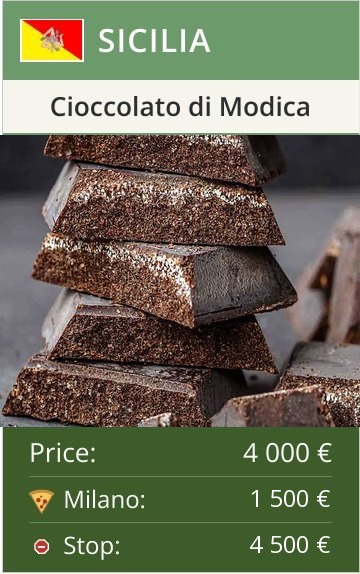 SICILIA
Cioccolato di Modica
Price: 4 000 €
Milano: 1 500 €
Stop: 4 500 €